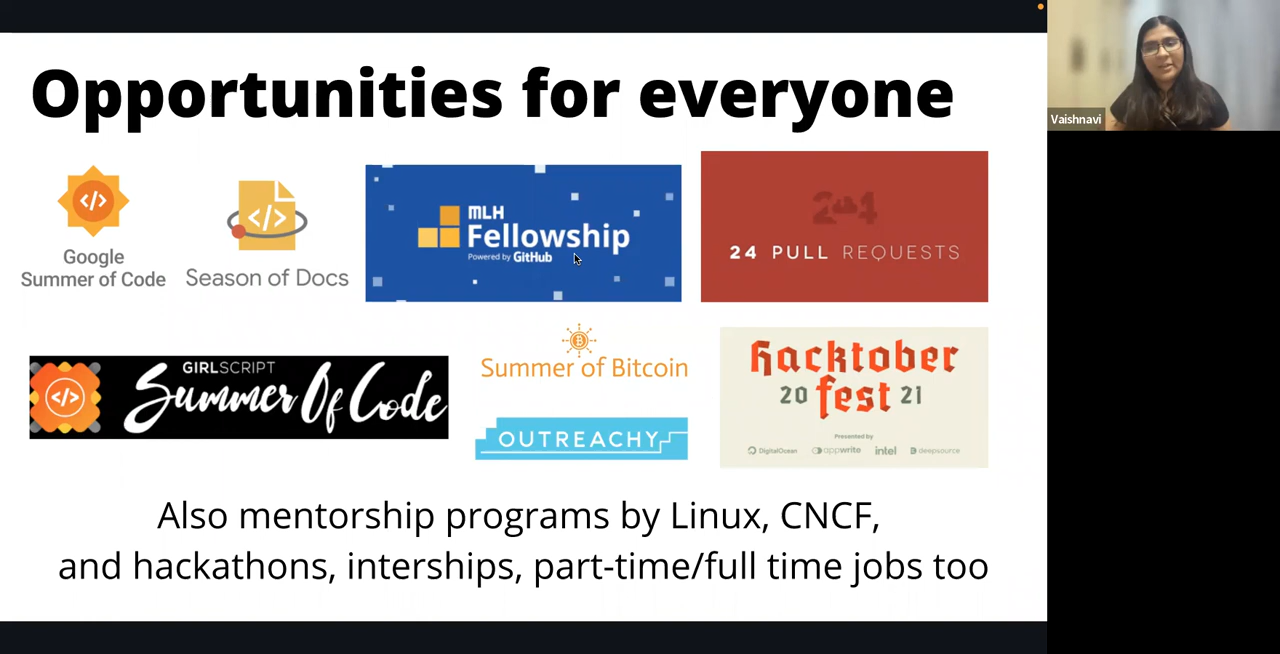 Opportunities for everyone
Vaishnavi
</>
Google
Summer of Code
</>
Season of Docs
MLH
Fellowship
Powered by GitHub
24
24 PULL REQUESTS
</>
GIRLSCRIPT
Summer Of Code
Summer of Bitcoin
OUTREACHY
hacktober
20 fest 21
Presented by
DigitalOcean appwrite intel deepsource
Also mentorship programs by Linux, CNCF,
and hackathons, interships, part-time/full time jobs too